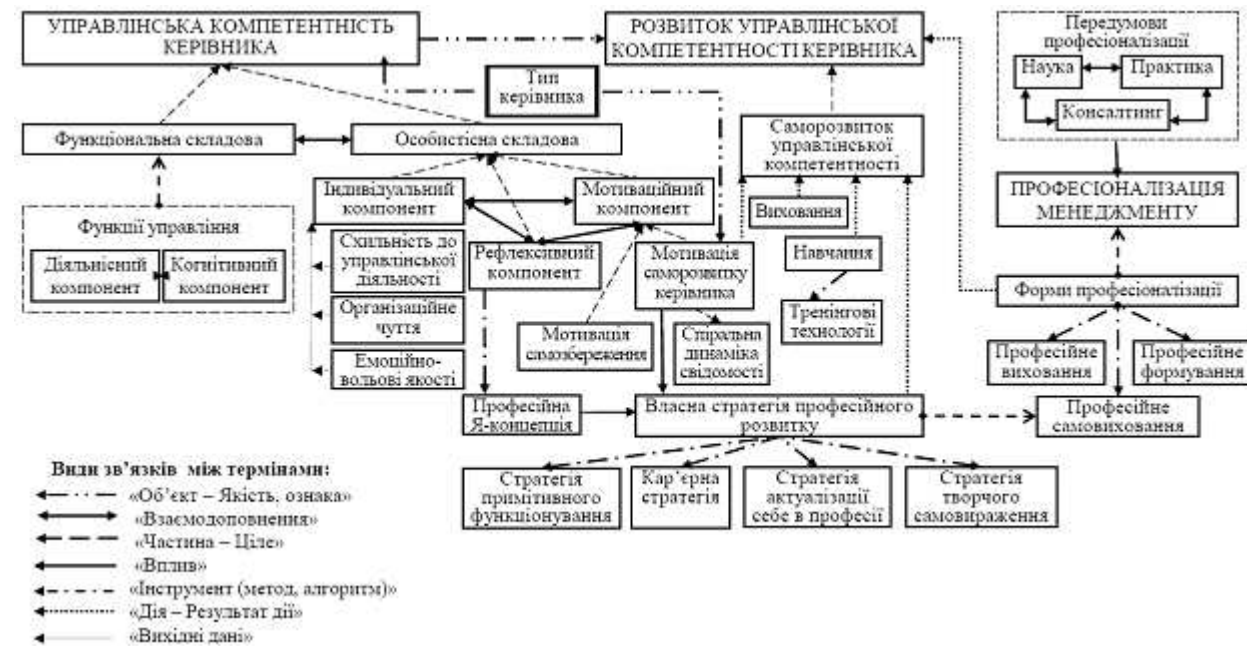 УПРАВЛІНСЬКА КОМПЕТЕНТНІСТЬ
КЕРІВНИКА
РОЗВИТОК УПРАВЛІНСЬКОЇ
КОМПЕТЕНТНОСТІ КЕРІВНИКА
Передумови
професіоналізації
Наука
Практика
Консалтинг
Тип
керівника
Функціональна складова
Особистісна складова
Саморозвиток
управлінської
компетентності
Індивідуальний
компонент
Мотиваційний
компонент
Виховання
ПРОФЕСІОНАЛІЗАЦІЯ
МЕНЕДЖМЕНТУ
Функції управління
Діяльнісний
компонент
Когнітивний
компонент
Схильність до
управлінської
діяльності
Рефлексивний
компонент
Мотивація
саморозвитку
керівника
Навчання
Форми професіоналізації
Організаційне
чуття
Мотивація
самозбереження
Спіральна
динаміка
свідомості
Тренінгові
технології
Емоційно-
вольові якості
Професійне
виховання
Професійне
формування
Професійна
Я-концепція
Власна стратегія професійного
розвитку
Професійне
самовиховання
Стратегія
примітивного
функціонування
Кар’єрна
стратегія
Стратегія
актуалізації
себе в професії
Стратегія
творчого
самовираження
Види зв’язків між термінами:
«Об’єкт – Якість, ознака»
«Взаємодоповнення»
«Частина – Ціле»
«Вплив»
«Інструмент (метод, алгоритм)»
«Дія – Результат дії»
«Вихідні дані»